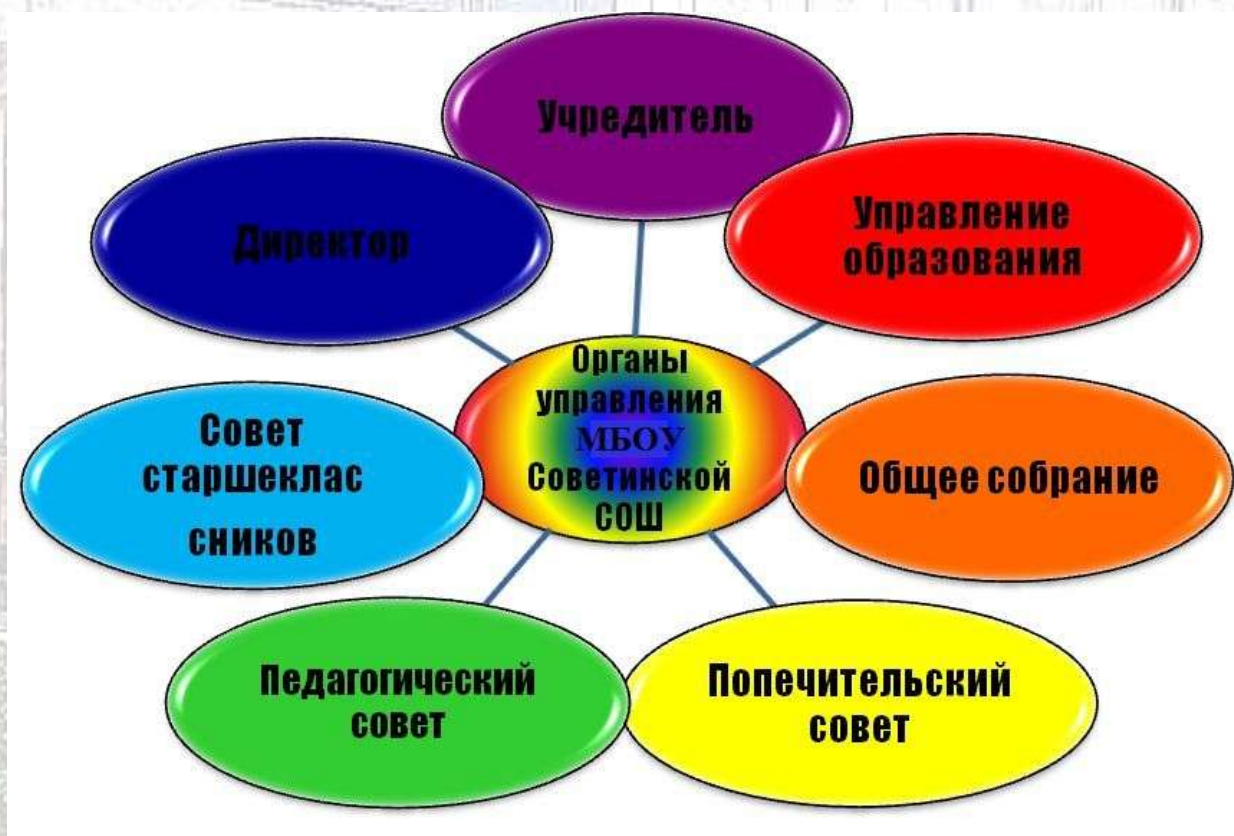 Учредитель
Директор
Управление
образования
Органы
управления
МБОУ
Советинской
СОШ
Совет
старшеклас
сников
Общее собрание
Педагогический
совет
Попечительский
совет